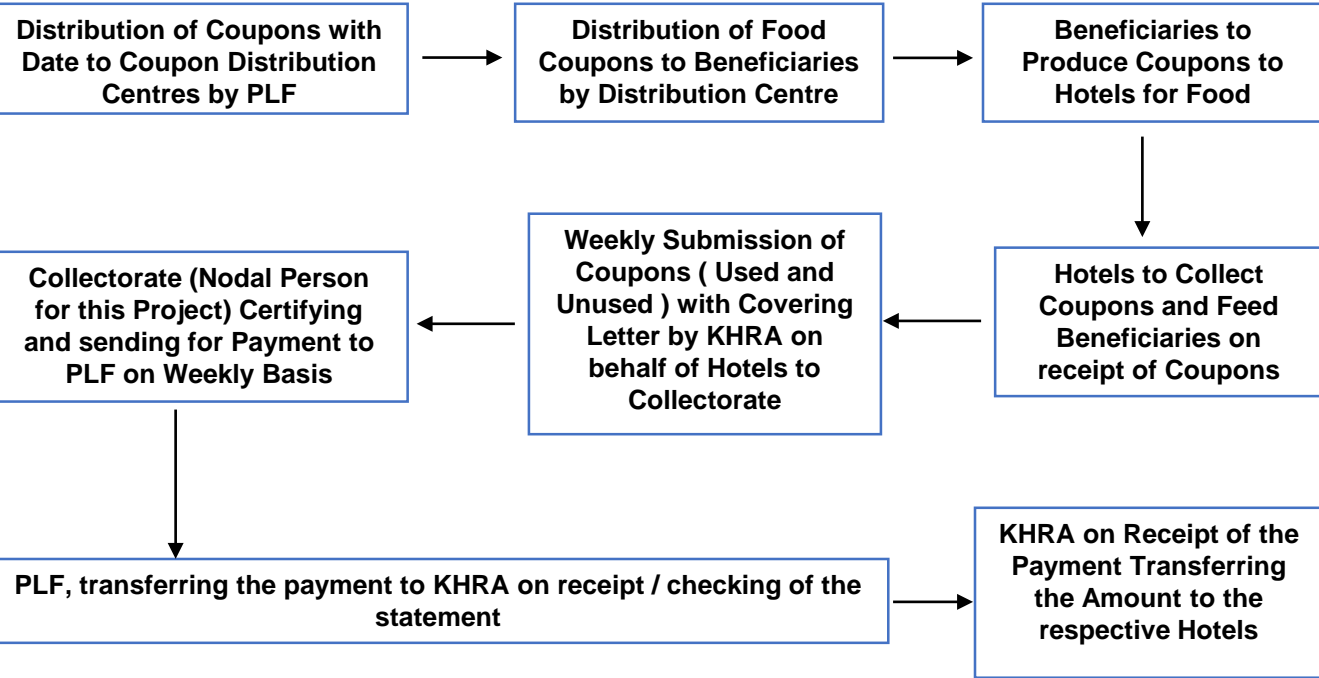 Distribution of Coupons with
Date to Coupon Distribution
Centres by PLF
Distribution of Food
Coupons to Beneficiaries
by Distribution Centre
Beneficiaries to
Produce Coupons to
Hotels for Food
Hotels to Collect
Coupons and Feed
Beneficiaries on
receipt of Coupons
Weekly Submission of
Coupons ( Used and
Unused ) with Covering
Letter by KHRA on
behalf of Hotels to
Collectorate
Collectorate (Nodal Person
for this Project) Certifying
and sending for Payment to
PLF on Weekly Basis
PLF, transferring the payment to KHRA on receipt / checking of the
statement
KHRA on Receipt of the
Payment Transferring
the Amount to the
respective Hotels